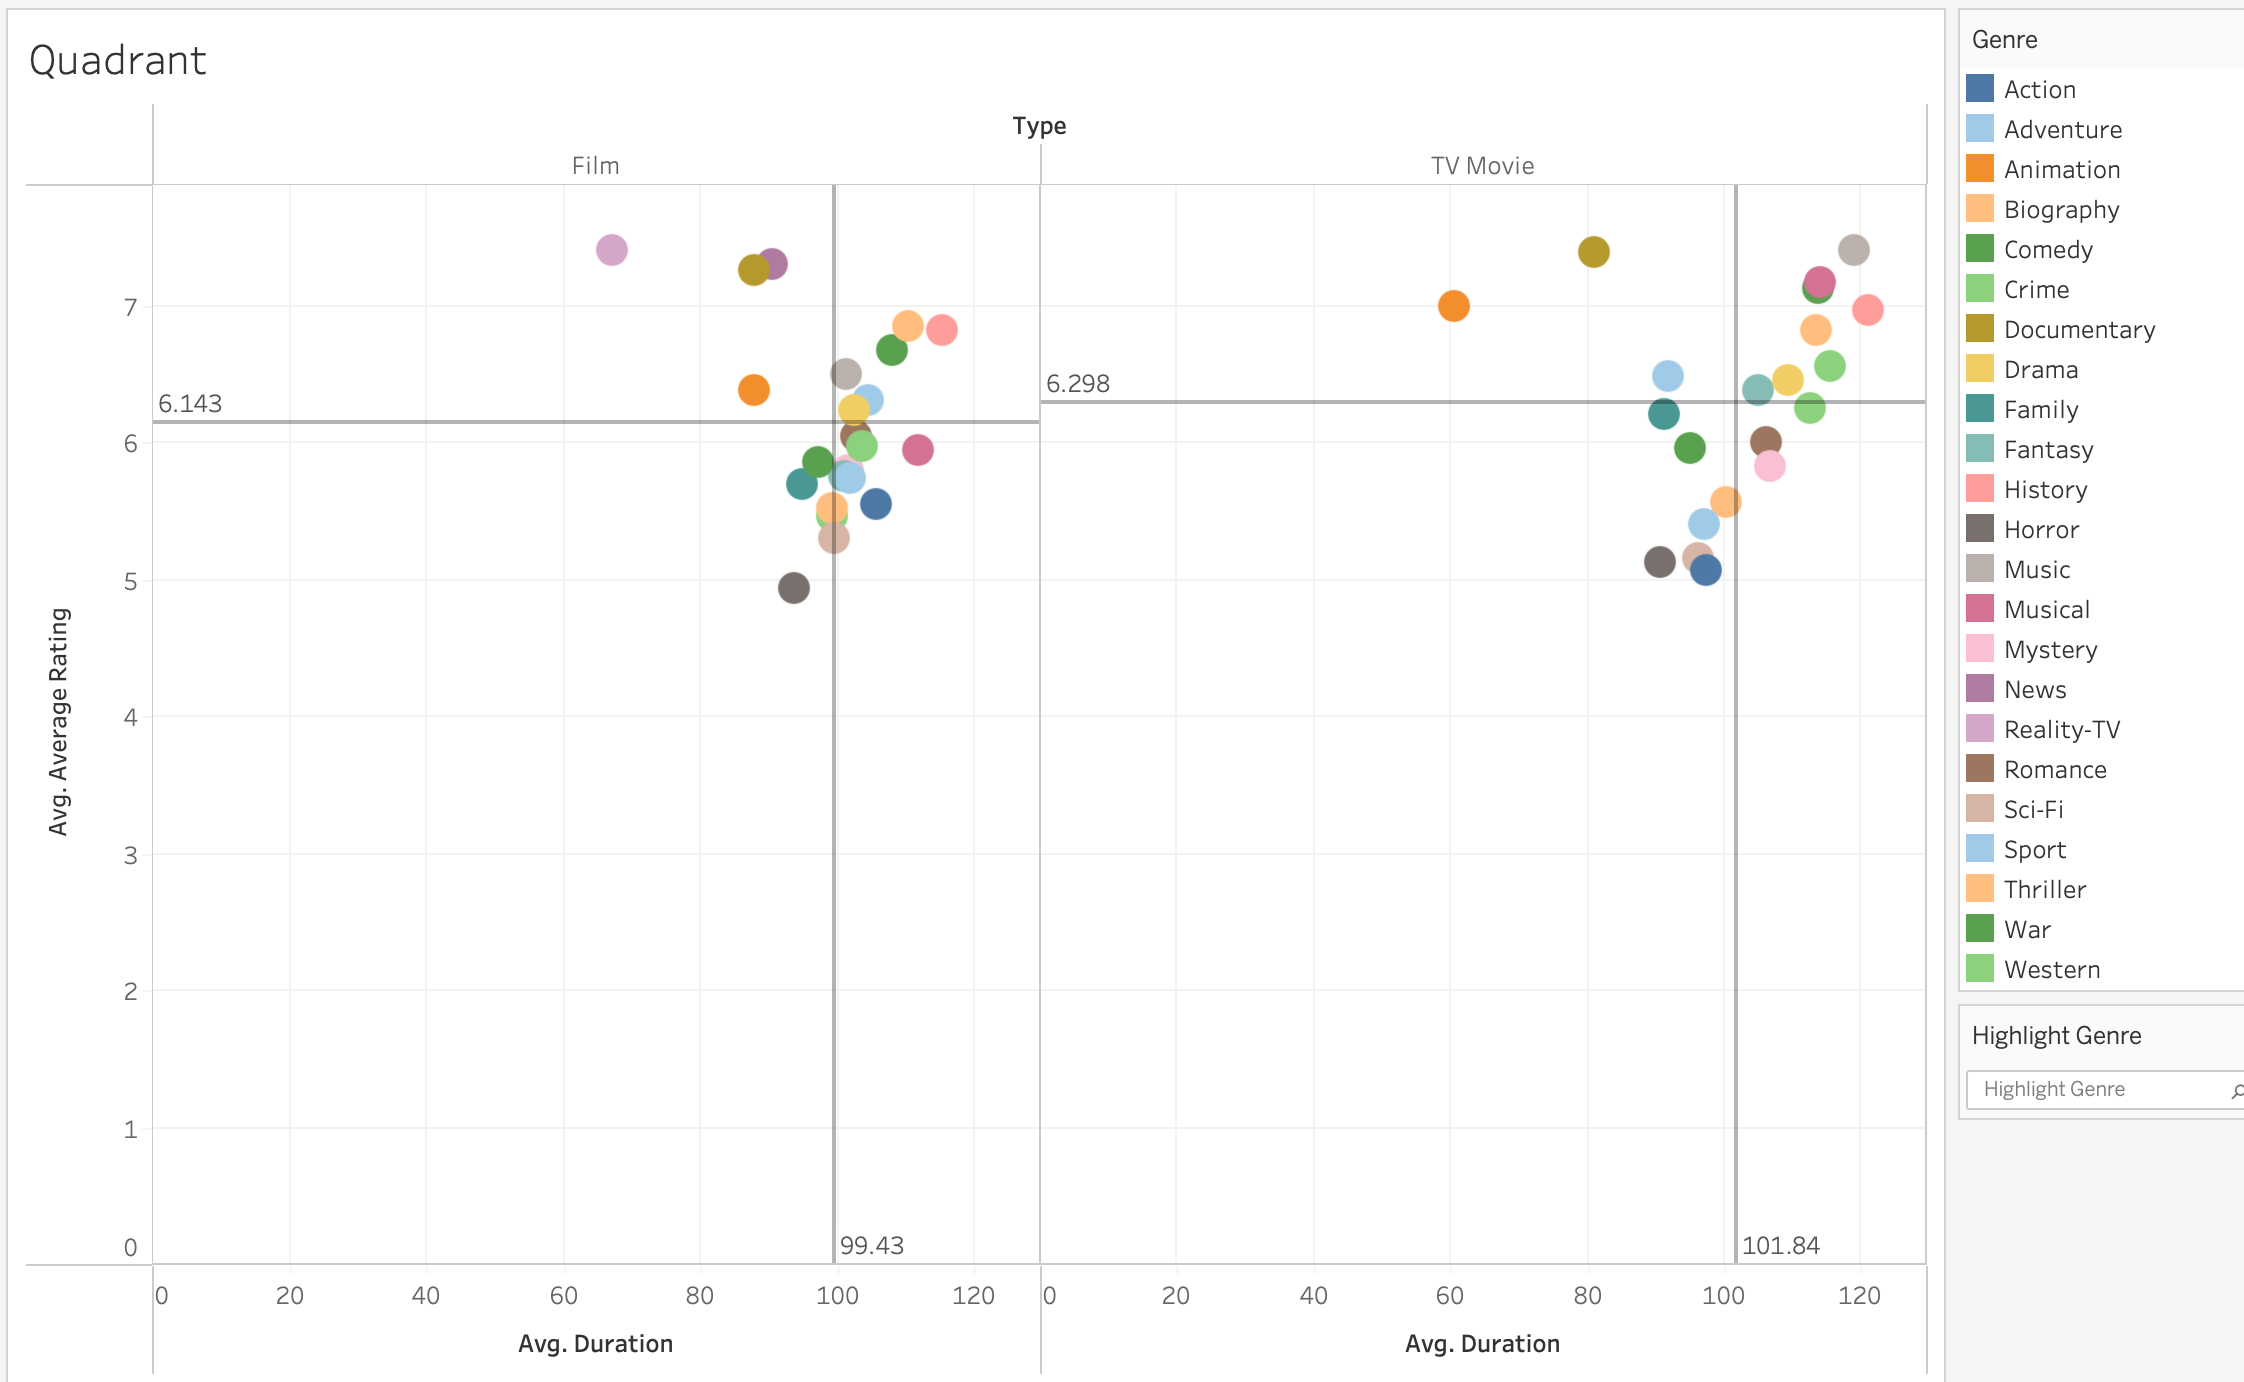 Quadrant
Type
Film
TV Movie
Avg. Average Rating
7
6
5
4
3
2
1
0
6.143
6.298
99.43
101.84
0 20 40 60 80 100 120
0 20 40 60 80 100 120
Avg. Duration
Avg. Duration
Genre
Action
Adventure
Animation
Biography
Comedy
Crime
Documentary
Drama
Family
Fantasy
History
Horror
Music
Musical
Mystery
News
Reality-TV
Romance
Sci-Fi
Sport
Thriller
War
Western
Highlight Genre
Highlight Genre